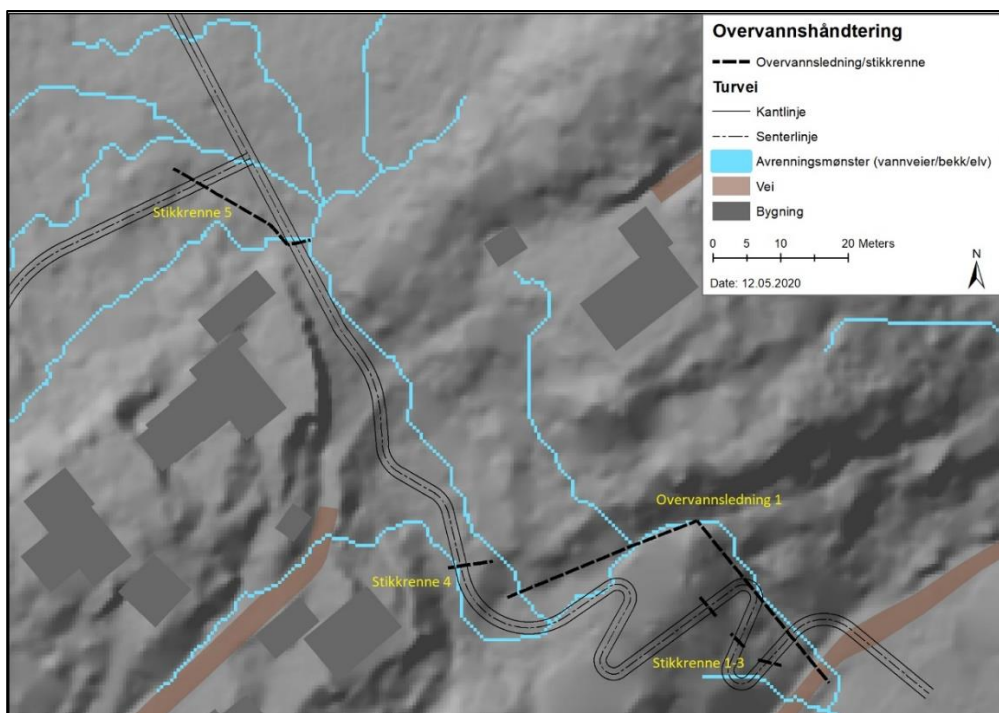 Overvannshåndtering
Overvannsledning/stikkrenne
Turvei
Kantlinje
Senterlinje
Avrenningsmønster (vannveier/bekk/elv)
Vei
Bygning
0 5 10 20 Meters
N
Date: 12.05.2020
Stikkrenne 5
Overvannsledning 1
Stikkrenne 4
Stikkrenne 1-3